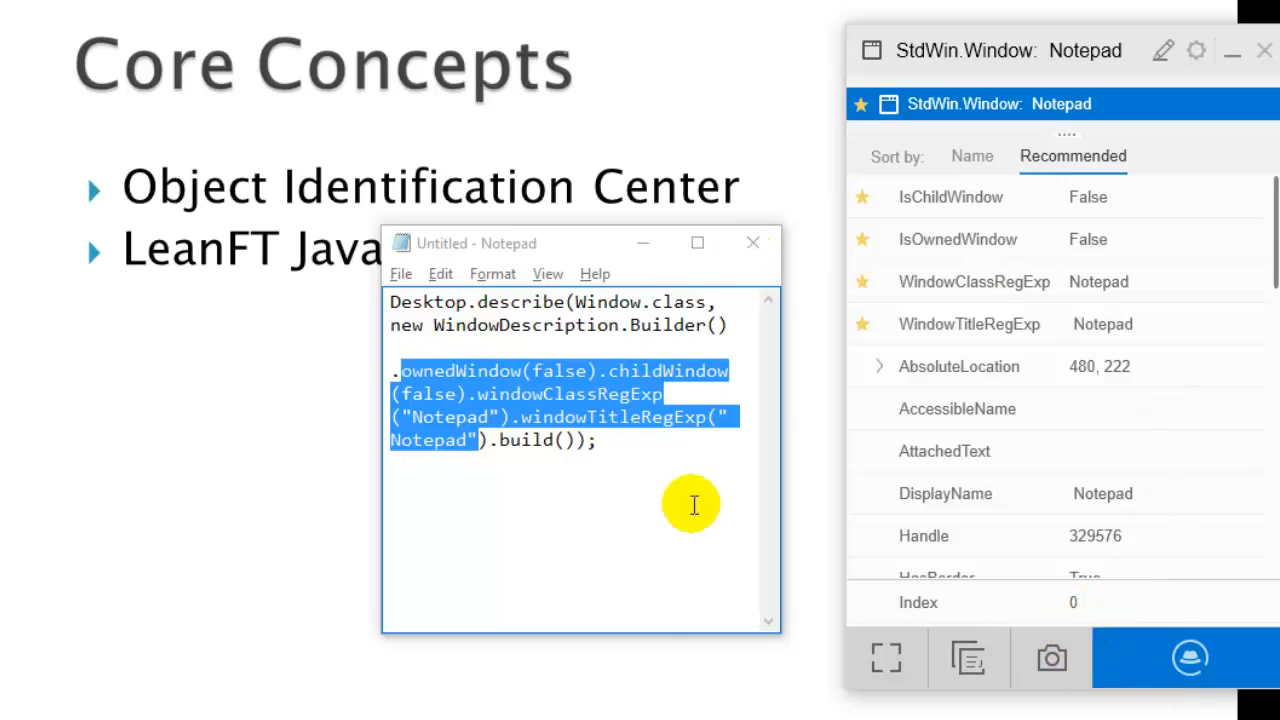 Core Concepts
Object Identification Center
LeanFT Java
Untitled - Notepad
File Edit Format View Help
Desktop.describe(Window.class,
new WindowDescription.Builder()
.ownedWindow(false).childWindow
(false).windowClassRegExp
("Notepad").windowTitleRegExp("
Notepad").build());
StdWin.Window: Notepad
StdWin.Window: Notepad
Sort by: Name Recommended
IsChildWindow False
IsOwnedWindow False
WindowClassRegExp Notepad
WindowTitleRegExp Notepad
AbsoluteLocation 480, 222
AccessibleName
AttachedText
DisplayName Notepad
Handle 329576
HasBorder True
Index 0